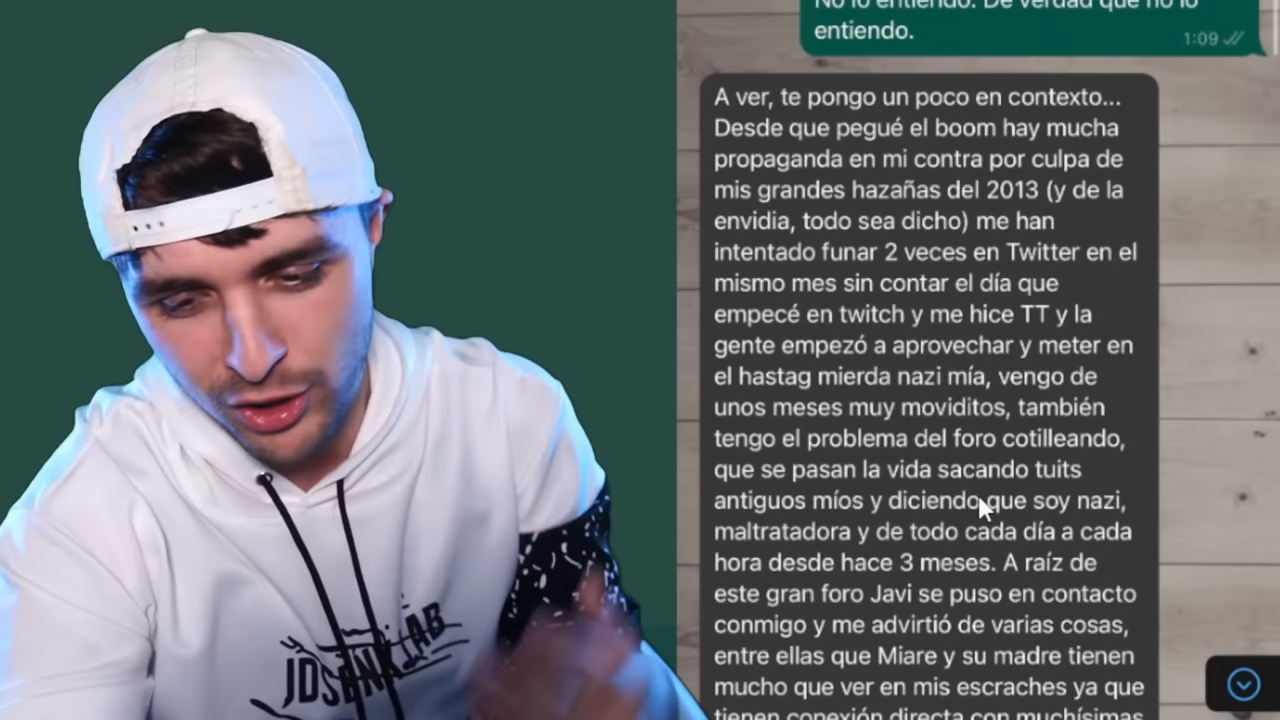 No lo entiendo. De verdad que no lo
entiendo.
1:09
A ver, te pongo un poco en contexto...
Desde que pegué el boom hay mucha
propaganda en mi contra por culpa de
mis grandes hazañas del 2013 (y de la
envidia, todo sea dicho) me han
intentado funar 2 veces en Twitter en el
mismo mes sin contar el día que
empecé en twitch y me hice TT y la
gente empezó a aprovechar y meter en
el hastag mierda nazi mía, vengo de
unos meses muy moviditos, también
tengo el problema del foro cotilleando,
que se pasan la vida sacando tuits
antiguos míos y diciendo que soy nazi,
maltratadora y de todo cada día a cada
hora desde hace 3 meses. A raíz de
este gran foro Javi se puso en contacto
conmigo y me advirtió de varias cosas,
entre ellas que Miare y su madre tienen
mucho que ver en mis escraches ya que
tienen conexión directa con muchísimas